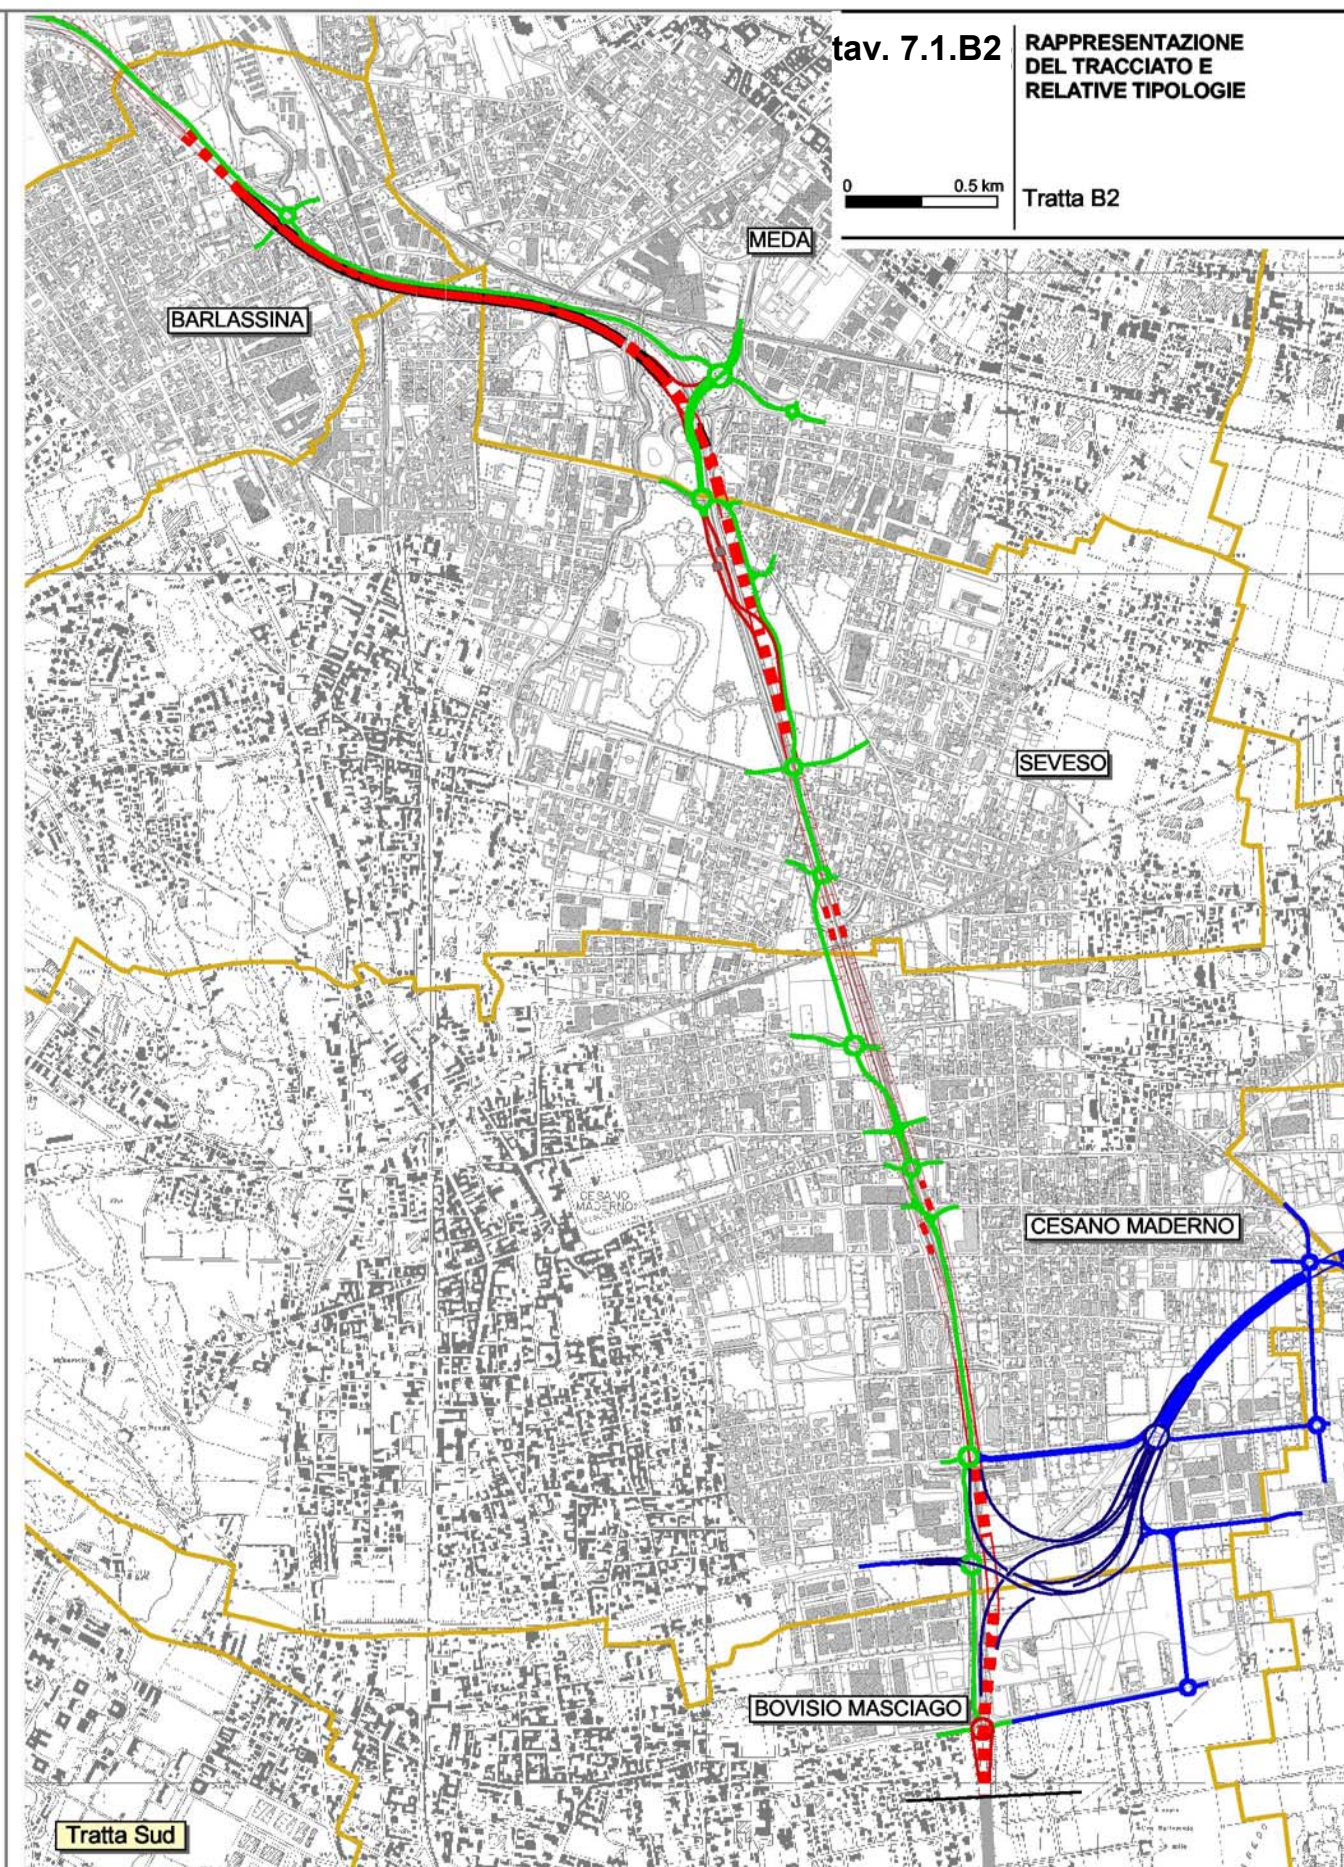 tav. 7.1.B2
RAPPRESENTAZIONE
DEL TRACCIATO E
RELATIVE TIPOLOGIE
0 0.5 km
Tratta B2
MEDA
BARLASSINA
SEVESO
CESANO
MADERNO
CESANO MADERNO
BOVISIO MASCIAGO
Tratta Sud